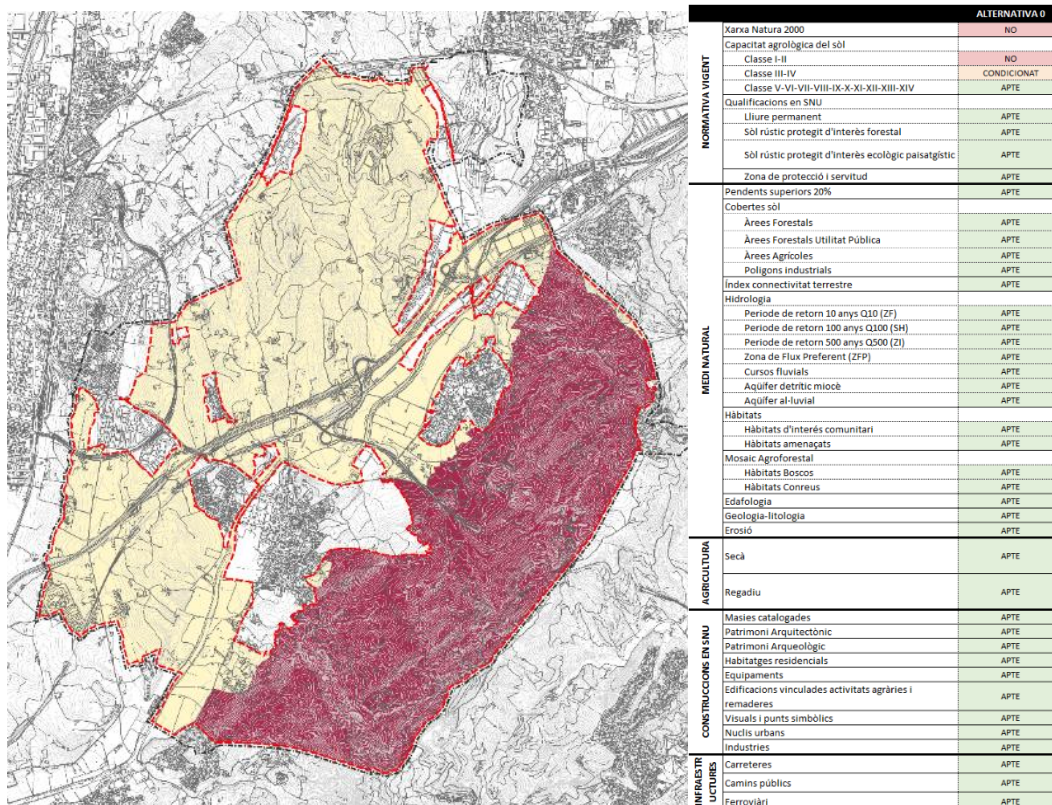 ALTERNATIVA 0
NORMATIVA VIGENT
Xarxa Natura 2000 NO
Capacitat agrològica del sòl
Classe I-II NO
Classe III-IV CONDICIONAT
Classe V-VI-VII-VIII-IX-X-XI-XII-XIII-XIV APTE
Qualificacions en SNU
Lliure permanent APTE
Sòl rústic protegit d'interès forestal APTE
Sòl rústic protegit d'interès ecològic paisatgístic APTE
Zona de protecció i servitud APTE
MEDI NATURAL
Pendents superiors 20% APTE
Cobertes sòl
Àrees Forestals APTE
Àrees Forestals Utilitat Pública APTE
Àrees Agrícoles APTE
Poligons industrials APTE
Índex connectivitat terrestre APTE
Hidrologia
Periode de retorn 10 anys Q10 (ZF) APTE
Periode de retorn 100 anys Q100 (SH) APTE
Periode de retorn 500 anys Q500 (ZI) APTE
Zona de Flux Preferent (ZFP) APTE
Cursos fluvials APTE
Aqüífer detrític miocè APTE
Aqüífer al·luvial APTE
Hàbitats
Hàbitats d'interés comunitari APTE
Hàbitats amenaçats APTE
Mosaic Agroforestal
Hàbitats Boscos APTE
Hàbitats Conreus APTE
Edafologia APTE
Geologia-litologia APTE
Erosió APTE
AGRICULTURA
Secà APTE
Regadiu APTE
CONSTRUCCIONS EN SNU
Masies catalogades APTE
Patrimoni Arquitectònic APTE
Patrimoni Arqueològic APTE
Habitatges residencials APTE
Equipaments APTE
Edificacions vinculades activitats agràries i
remaderes APTE
Visuals i punts simbòlics APTE
Nuclis urbans APTE
Industries APTE
INFRAESTR
UCTURES
Carreteres APTE
Camins públics APTE
Ferroviàri APTE